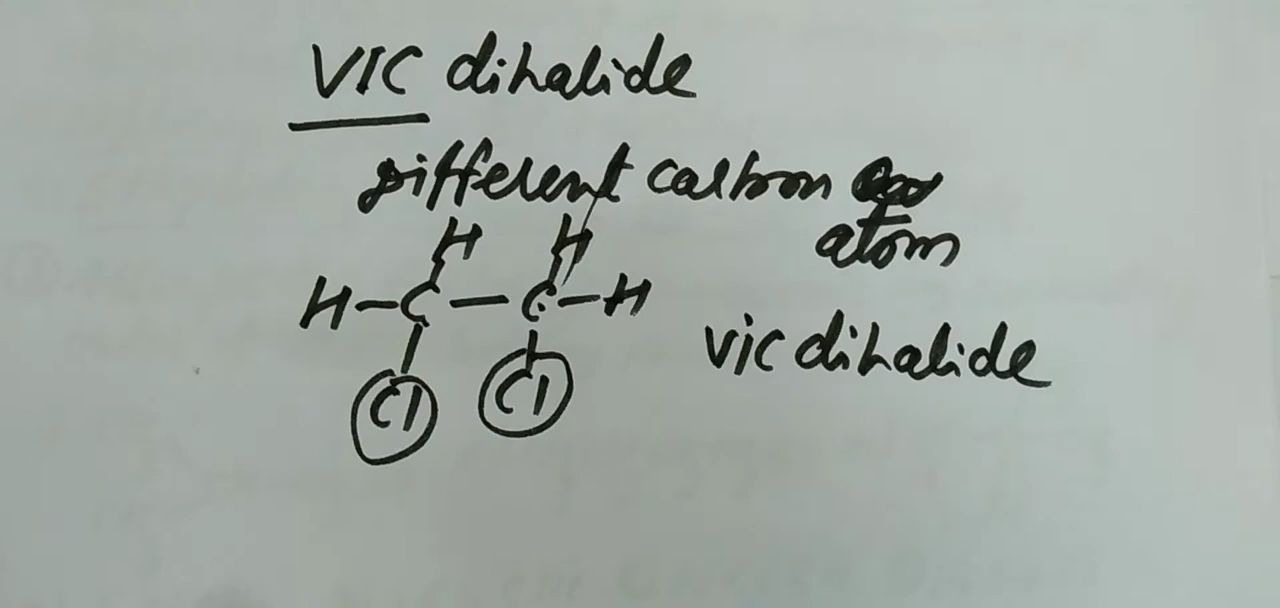 VIC dihalide
different carbon
atom
H H
H-C-C-H
Cl Cl
vic dihalide